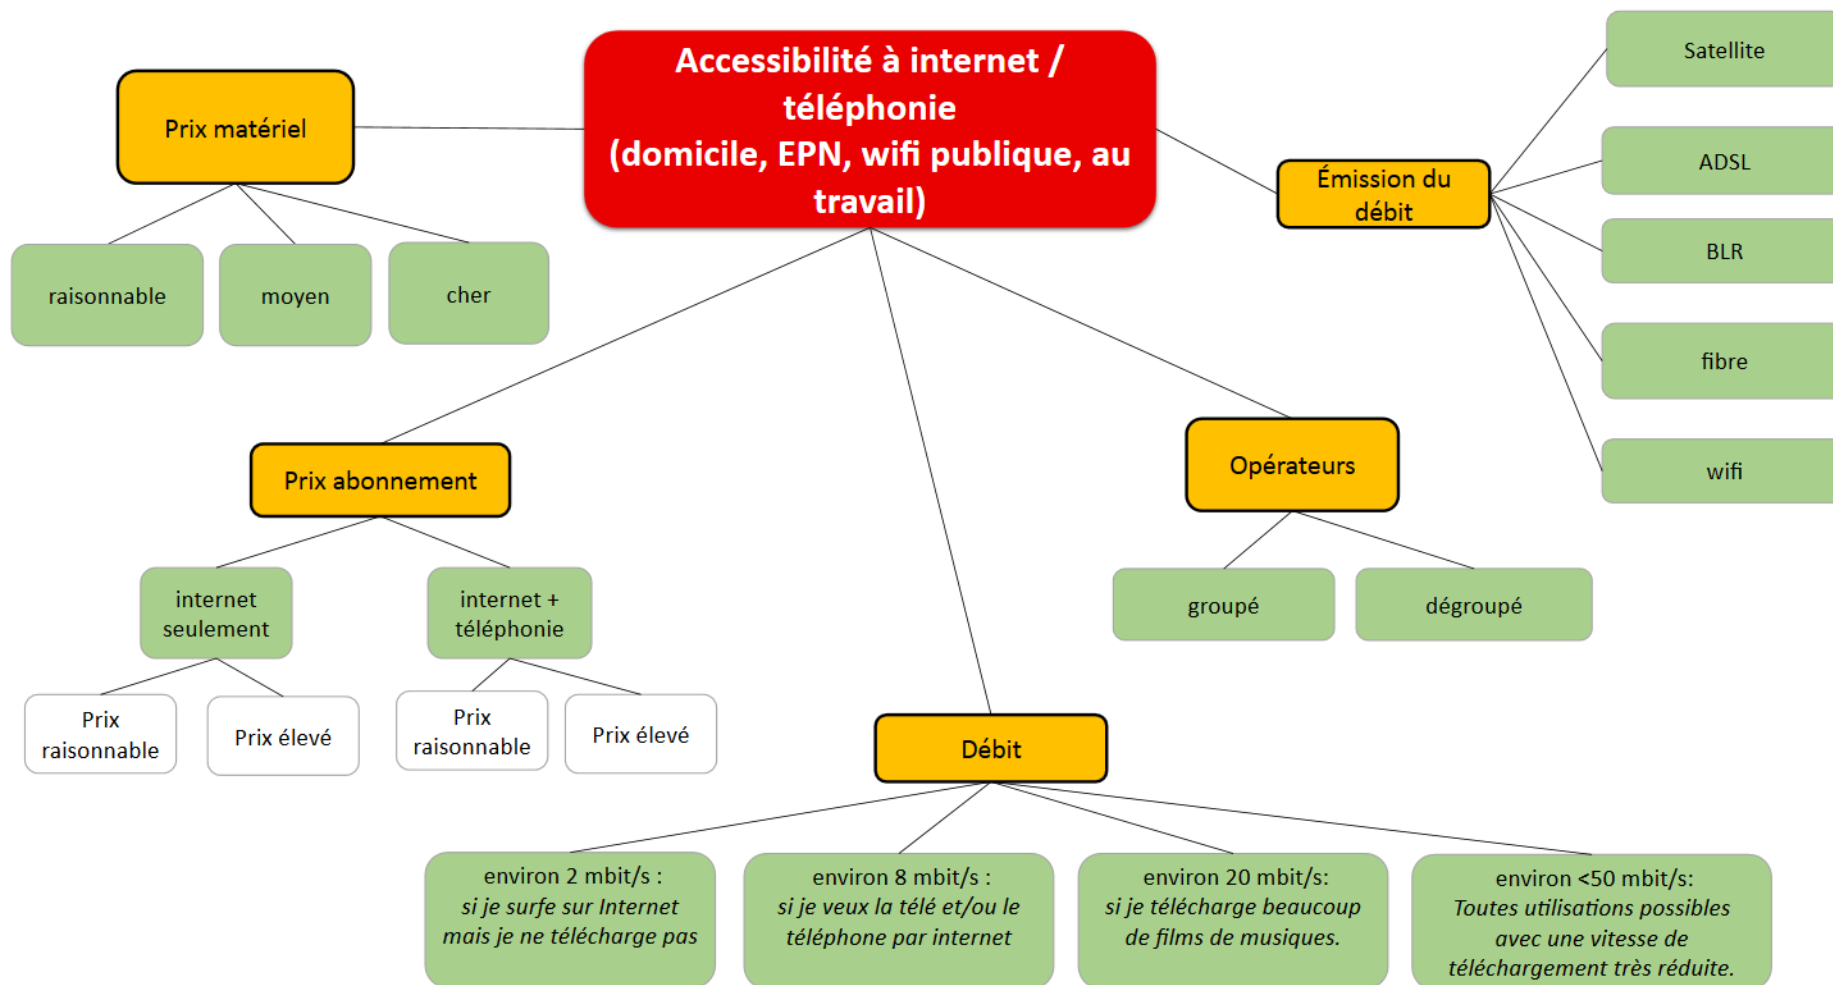 Accessibilité à internet /
téléphonie
(domicile, EPN, wifi publique, au
travail)
Prix matériel
raisonnable
moyen
cher
Émission du
débit
Satellite
ADSL
BLR
fibre
wifi
Prix abonnement
internet
seulement
internet +
téléphonie
Prix
raisonnable
Prix élevé
Prix
raisonnable
Prix élevé
Opérateurs
groupé
dégroupé
Débit
environ 2 mbit/s :
si je surfe sur Internet
mais je ne télécharge pas
environ 8 mbit/s :
si je veux la télé et/ou le
téléphone par internet
environ 20 mbit/s:
si je télécharge beaucoup
de films de musiques.
environ <50 mbit/s:
Toutes utilisations possibles
avec une vitesse de
téléchargement très réduite.